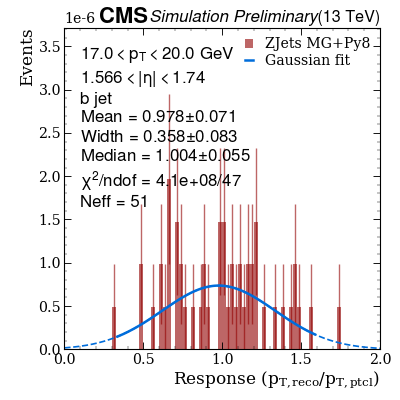 1e-6 CMS Simulation Preliminary (13 TeV)
Events
17.0 < p_T < 20.0 GeV
1.566 < |η| < 1.74
b jet
Mean = 0.978±0.071
Width = 0.358±0.083
Median = 1.004±0.055
χ²/ndof = 4.1e+08/47
Neff = 51
ZJets MG+Py8
Gaussian fit
3.5
3.0
2.5
2.0
1.5
1.0
0.5
0.0
0.0 0.5 1.0 1.5 2.0
Response (p_T,reco/p_T,ptcl)